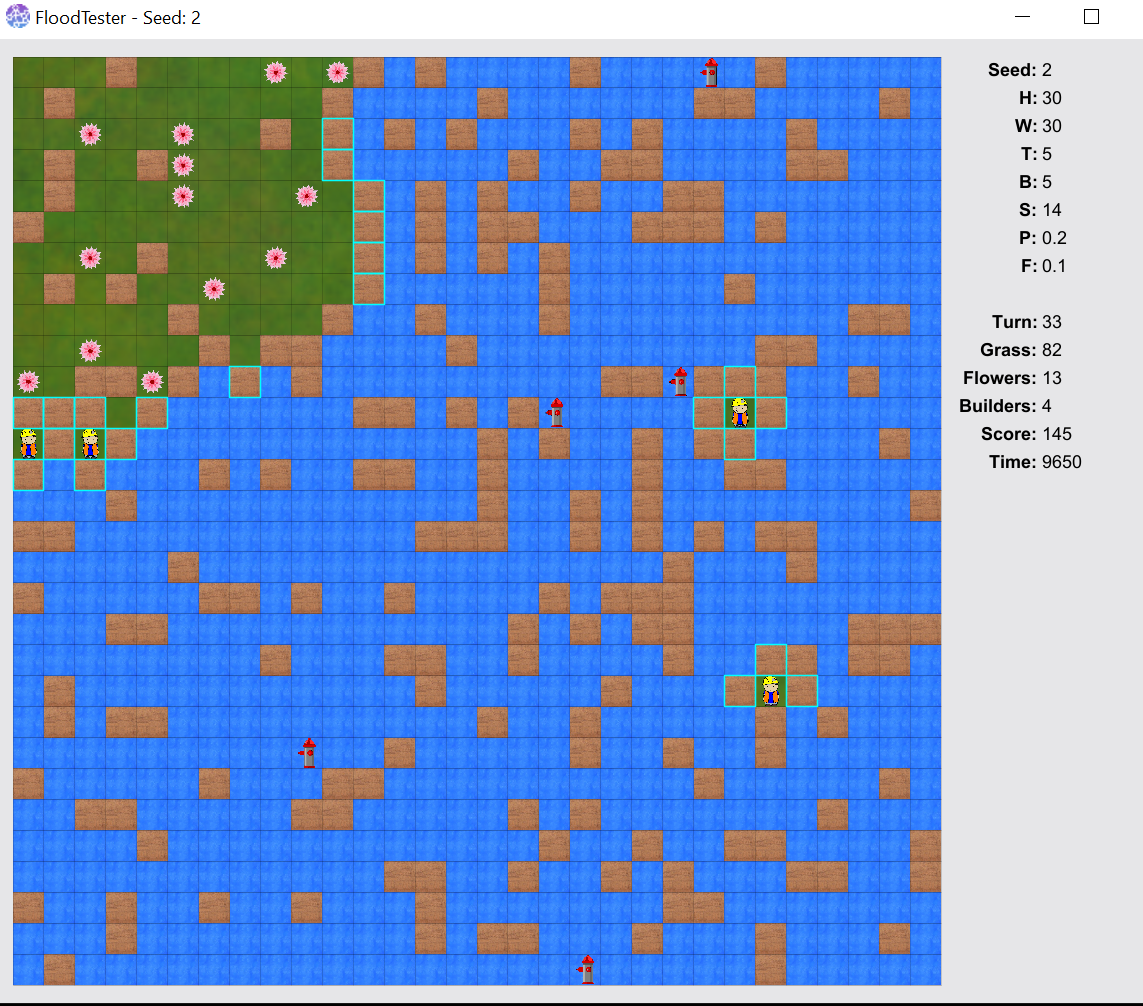 FloodTester - Seed: 2
Seed: 2
H: 30
W: 30
T: 5
B: 5
S: 14
P: 0.2
F: 0.1
Turn: 33
Grass: 82
Flowers: 13
Builders: 4
Score: 145
Time: 9650